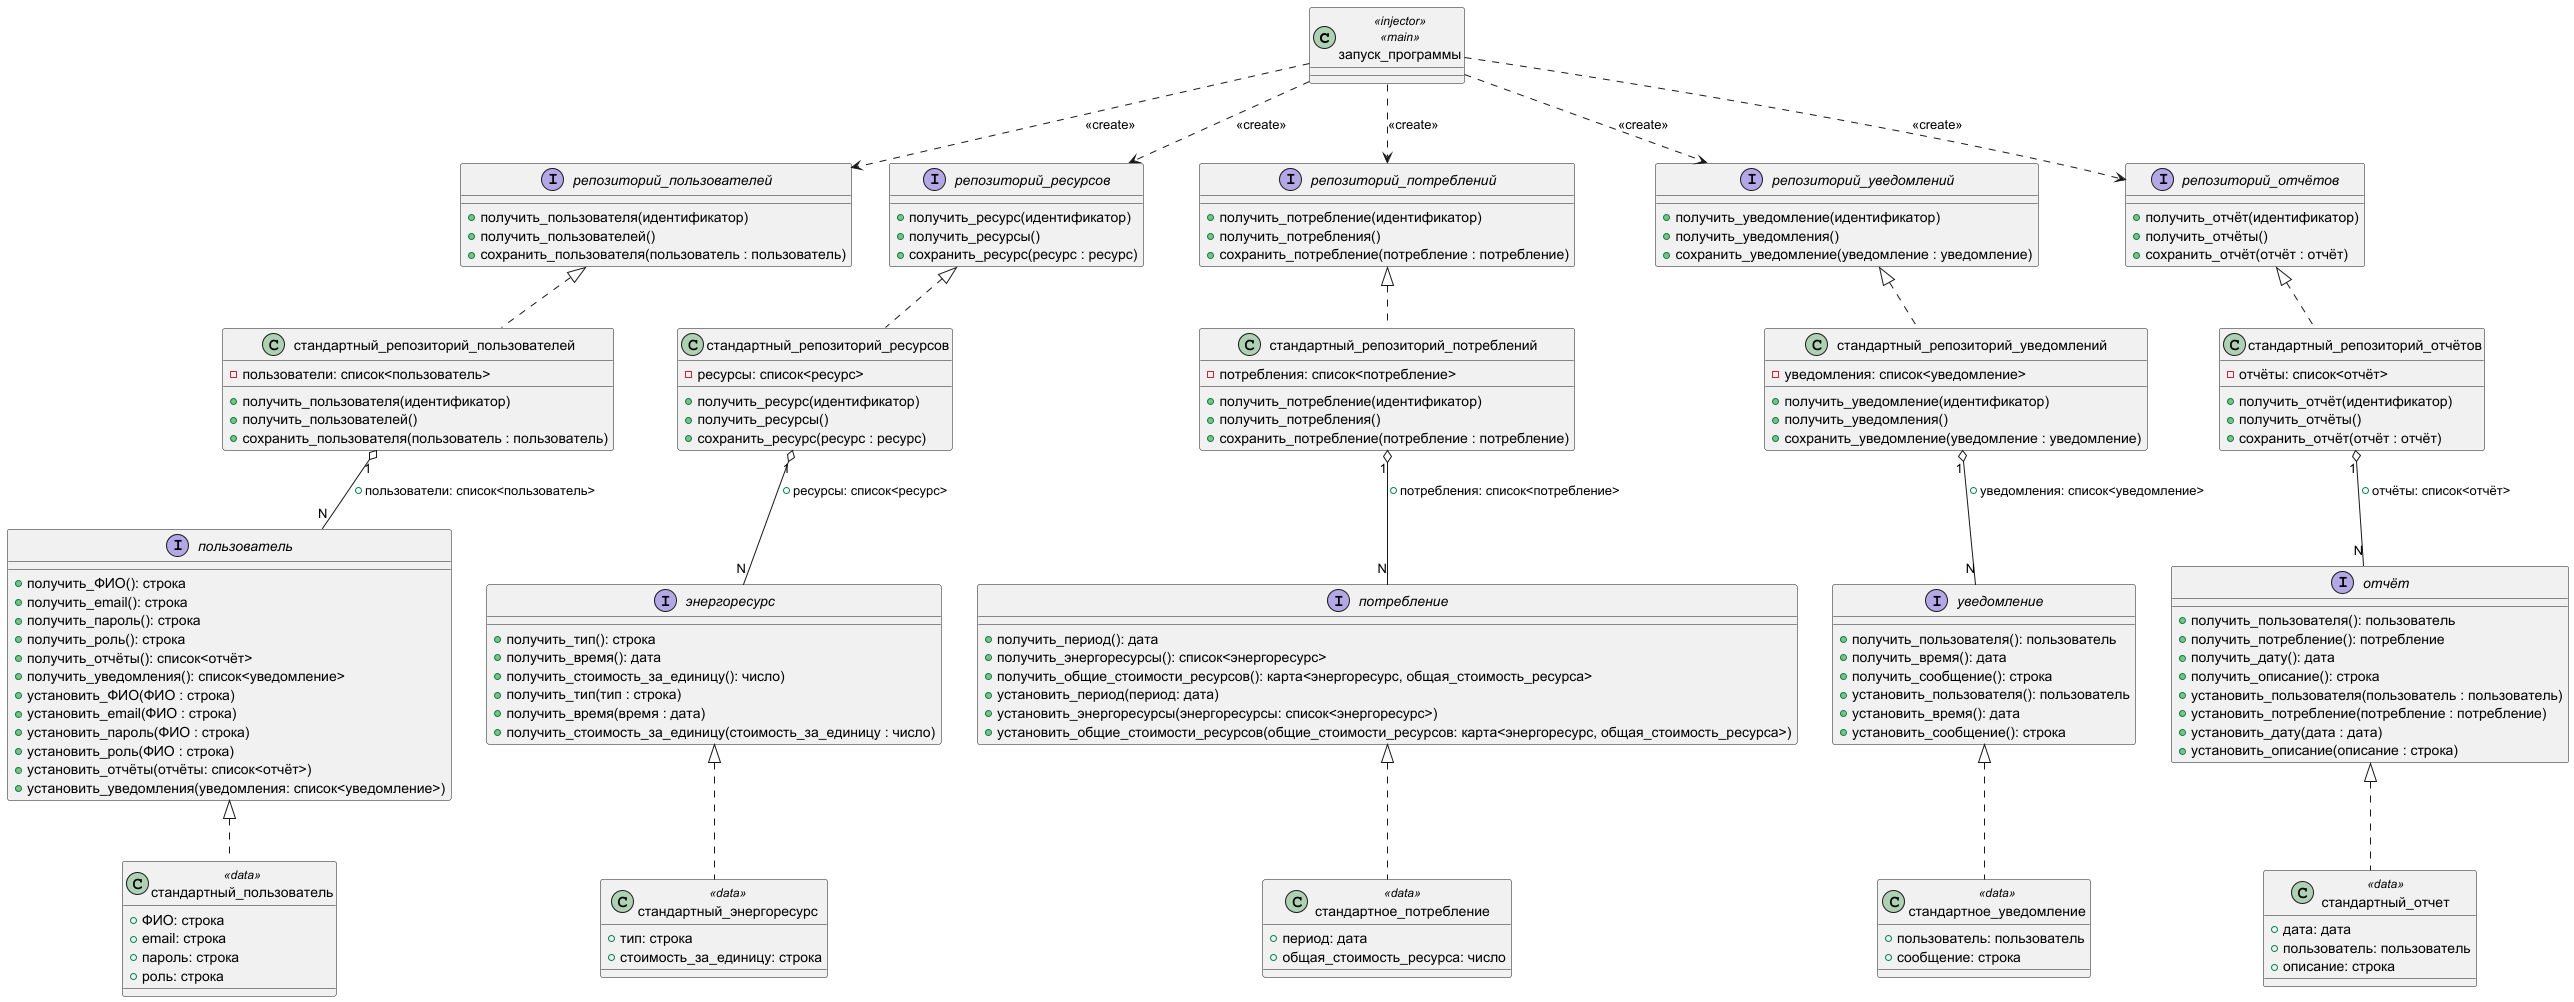 «injector»
«main»
запуск_программы
«create»
«create»
«create»
«create»
«create»
репозиторий_пользователей
получить_пользователя(идентификатор)
получить_пользователей()
сохранить_пользователя(пользователь : пользователь)
репозиторий_ресурсов
получить_ресурс(идентификатор)
получить_ресурсы()
сохранить_ресурс(ресурс : ресурс)
репозиторий_потреблений
получить_потребление(идентификатор)
получить_потребления()
сохранить_потребление(потребление : потребление)
репозиторий_уведомлений
получить_уведомление(идентификатор)
получить_уведомления()
сохранить_уведомление(уведомление : уведомление)
репозиторий_отчётов
получить_отчёт(идентификатор)
получить_отчёты()
сохранить_отчёт(отчёт : отчёт)
стандартный_репозиторий_пользователей
пользователи: список<пользователь>
получить_пользователя(идентификатор)
получить_пользователей()
сохранить_пользователя(пользователь : пользователь)
стандартный_репозиторий_ресурсов
ресурсы: список<ресурс>
получить_ресурс(идентификатор)
получить_ресурсы()
сохранить_ресурс(ресурс : ресурс)
стандартный_репозиторий_потреблений
потребления: список<потребление>
получить_потребление(идентификатор)
получить_потребления()
сохранить_потребление(потребление : потребление)
стандартный_репозиторий_уведомлений
уведомления: список<уведомление>
получить_уведомление(идентификатор)
получить_уведомления()
сохранить_уведомление(уведомление : уведомление)
стандартный_репозиторий_отчётов
отчёты: список<отчёт>
получить_отчёт(идентификатор)
получить_отчёты()
сохранить_отчёт(отчёт : отчёт)
1
пользователи: список<пользователь>
N
1
ресурсы: список<ресурс>
N
1
потребления: список<потребление>
N
1
уведомления: список<уведомление>
N
1
отчёты: список<отчёт>
N
пользователь
получить_ФИО(): строка
получить_email(): строка
получить_пароль(): строка
получить_роль(): строка
получить_отчёты(): список<отчёт>
получить_уведомления(): список<уведомление>
установить_ФИО(ФИО : строка)
установить_email(ФИО : строка)
установить_пароль(ФИО : строка)
установить_роль(ФИО : строка)
установить_отчёты(отчёты: список<отчёт>)
установить_уведомления(уведомления: список<уведомление>)
энергоресурс
получить_тип(): строка
получить_время(): дата
получить_стоимость_за_единицу(): число)
получить_тип(тип : строка)
получить_время(время : дата)
получить_стоимость_за_единицу(стоимость_за_единицу : число)
потребление
получить_период(): дата
получить_энергоресурсы(): список<энергоресурс>
получить_общие_стоимости_ресурсов(): карта<энергоресурс, общая_стоимость_ресурса>
установить_период(период: дата)
установить_энергоресурсы(энергоресурсы: список<энергоресурс>)
установить_общие_стоимости_ресурсов(общие_стоимости_ресурсов: карта<энергоресурс, общая_стоимость_ресурса>)
уведомление
получить_пользователя(): пользователь
получить_время(): дата
получить_сообщение(): строка
установить_пользователя(): пользователь
установить_время(): дата
установить_сообщение(): строка
отчёт
получить_пользователя(): пользователь
получить_потребление(): потребление
получить_дату(): дата
получить_описание(): строка
установить_пользователя(пользователь : пользователь)
установить_потребление(потребление : потребление)
установить_дату(дата : дата)
установить_описание(описание : строка)
«data»
стандартный_пользователь
ФИО: строка
email: строка
пароль: строка
роль: строка
«data»
стандартный_энергоресурс
тип: строка
стоимость_за_единицу: строка
«data»
стандартное_потребление
период: дата
общая_стоимость_ресурса: число
«data»
стандартное_уведомление
пользователь: пользователь
сообщение: строка
«data»
стандартный_отчет
дата: дата
пользователь: пользователь
описание: строка